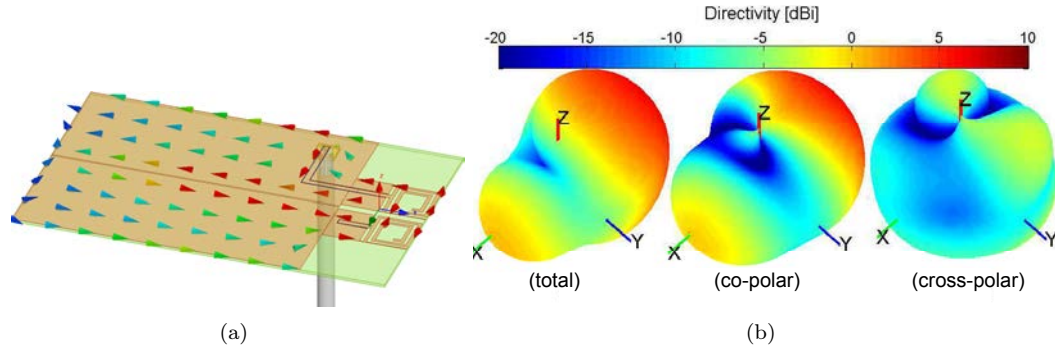 Directivity [dBi]
-20 -15 -10 -5 0 5 10
Z Z Z
X Y X Y X Y
(total) (co-polar) (cross-polar)
(a) (b)